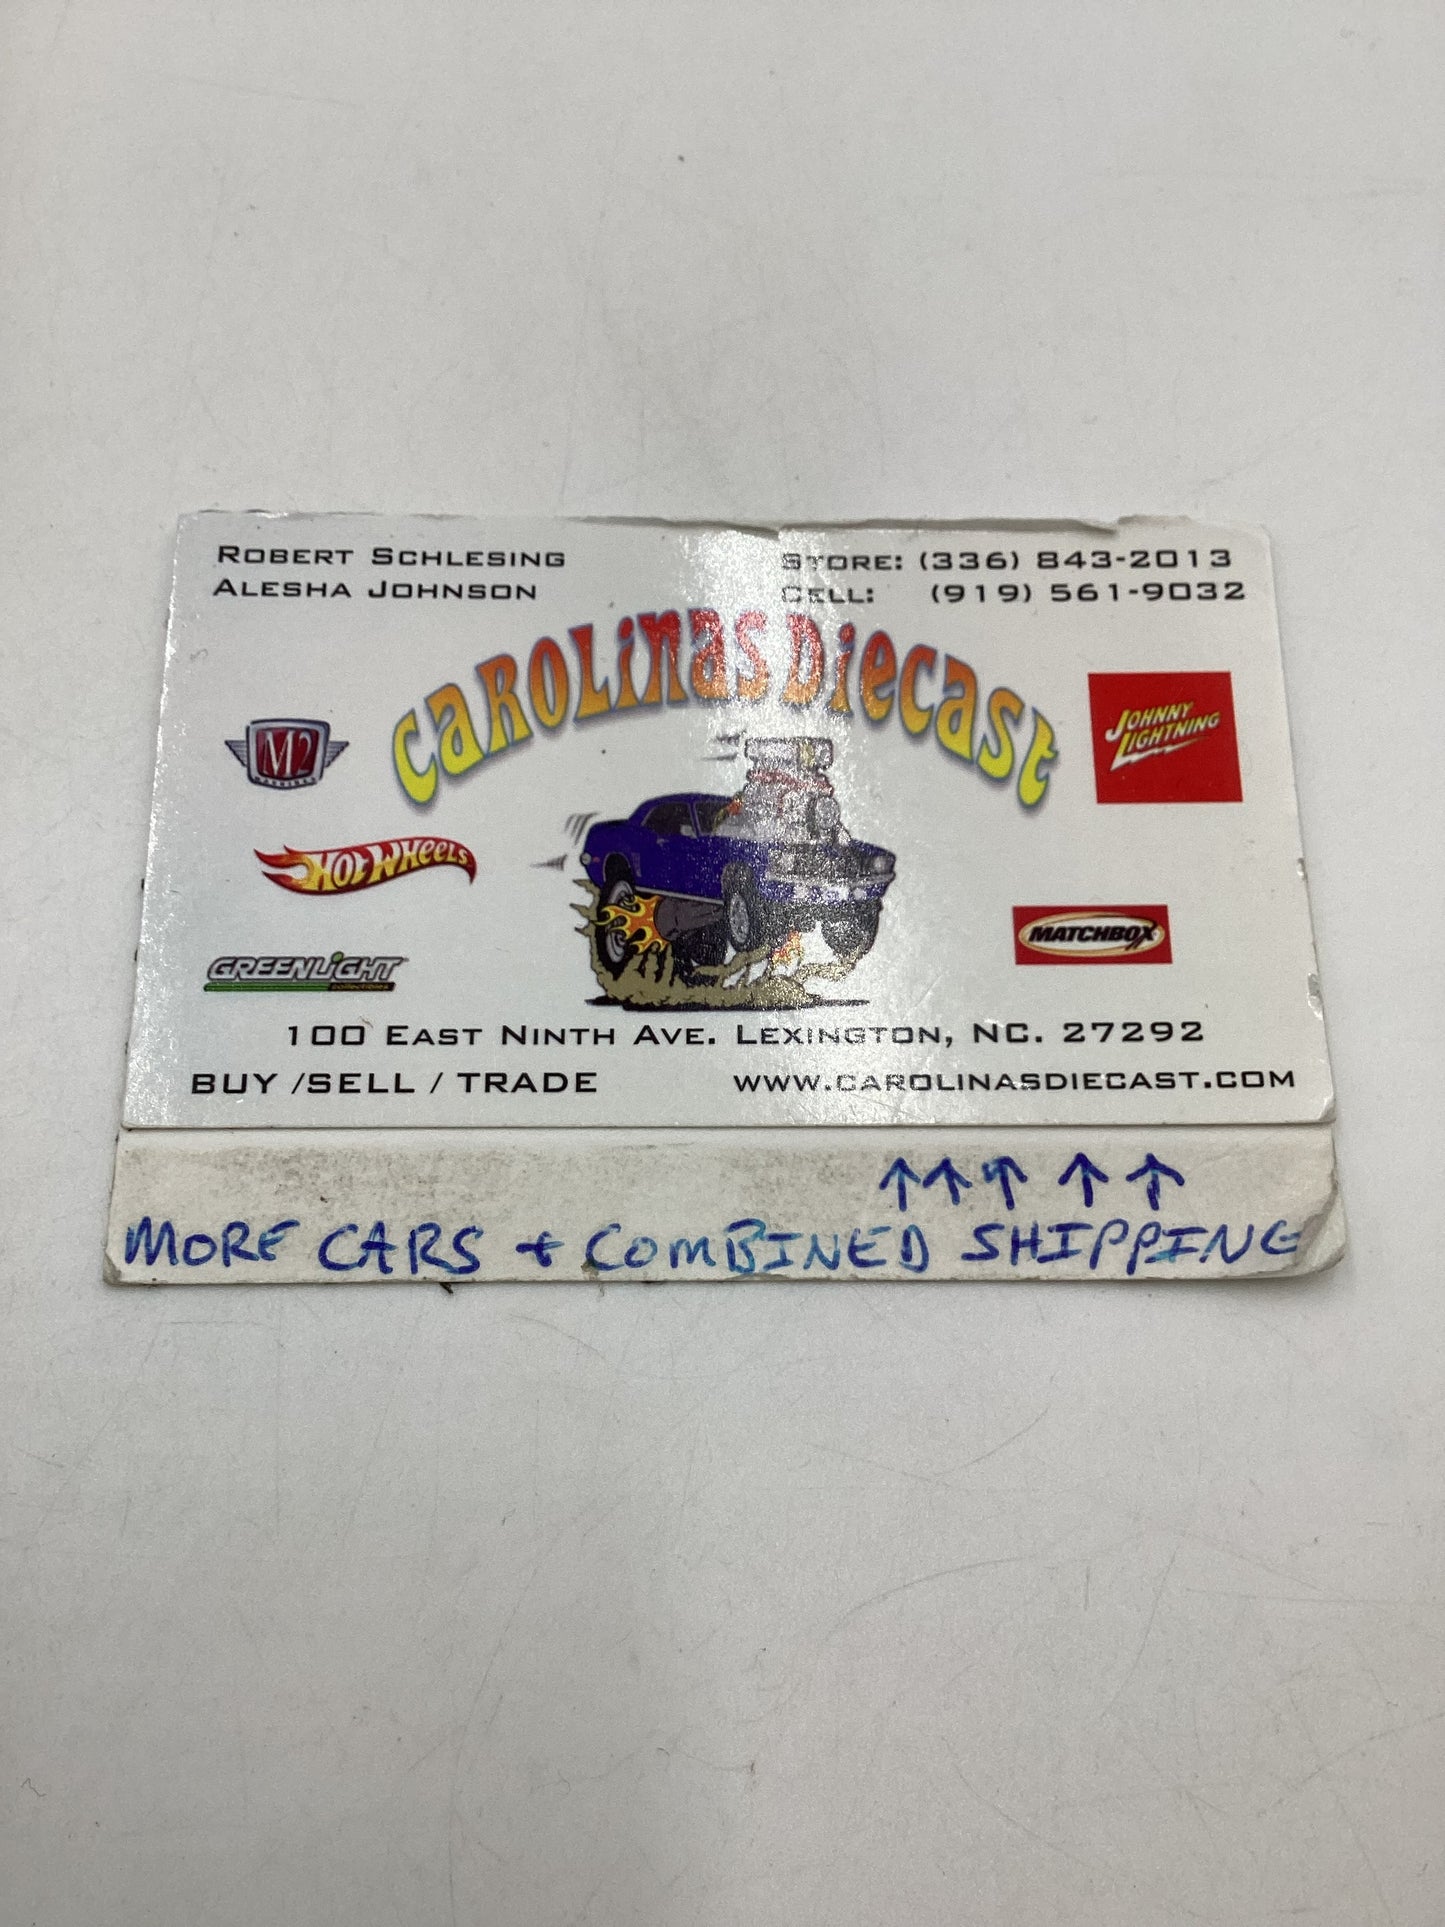 ROBERT SCHLESING
ALESHA JOHNSON
STORE: (336) 843-2013
CELL: (919) 561-9032
CAROLINAS DIECAST
M2
MACHINES
HOT WHEELS
GREENLIGHT
collectibles
JOHNNY
LIGHTNING
MATCHBOX
100 EAST NINTH AVE. LEXINGTON, NC. 27292
BUY /SELL / TRADE
WWW.CAROLINASDIECAST.COM
↑ ↑ ↑ ↑ ↑
MORE CARS + COMBINED SHIPPING